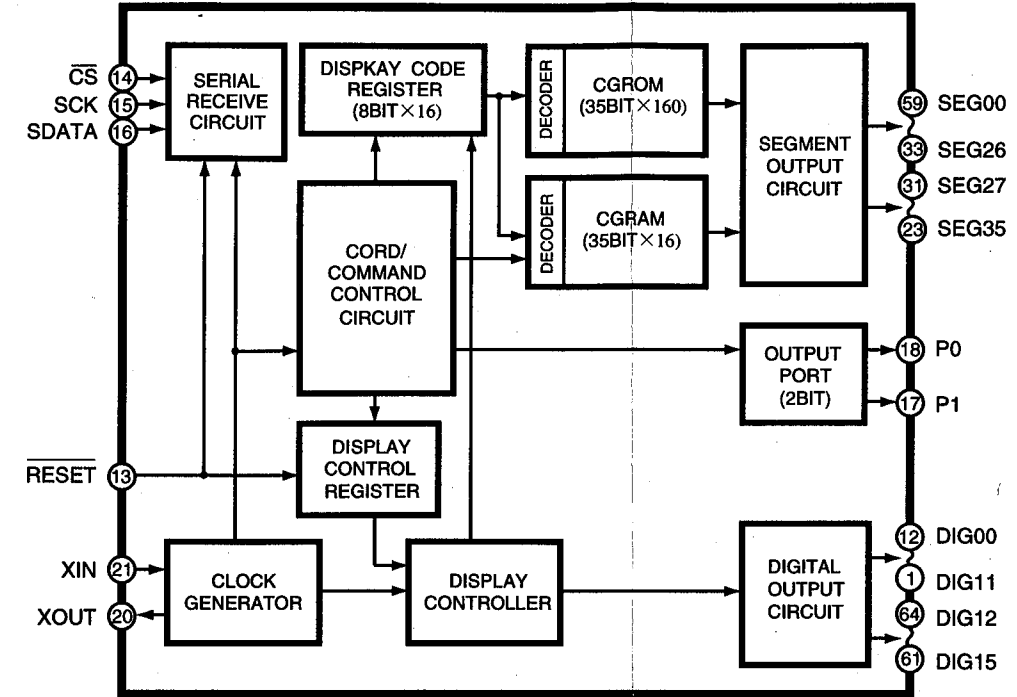 CS
14
SCK
15
SDATA
16
SERIAL
RECEIVE
CIRCUIT
DISPKAY CODE
REGISTER
(8BIT×16)
DECODER
CGROM
(35BIT×160)
DECODER
CGRAM
(35BIT×16)
SEGMENT
OUTPUT
CIRCUIT
59 SEG00
33 SEG26
31 SEG27
23 SEG35
CORD/
COMMAND
CONTROL
CIRCUIT
OUTPUT
PORT
(2BIT)
18 P0
17 P1
RESET 13
DISPLAY
CONTROL
REGISTER
XIN 21
XOUT 20
CLOCK
GENERATOR
DISPLAY
CONTROLLER
DIGITAL
OUTPUT
CIRCUIT
12 DIG00
1 DIG11
64 DIG12
61 DIG15